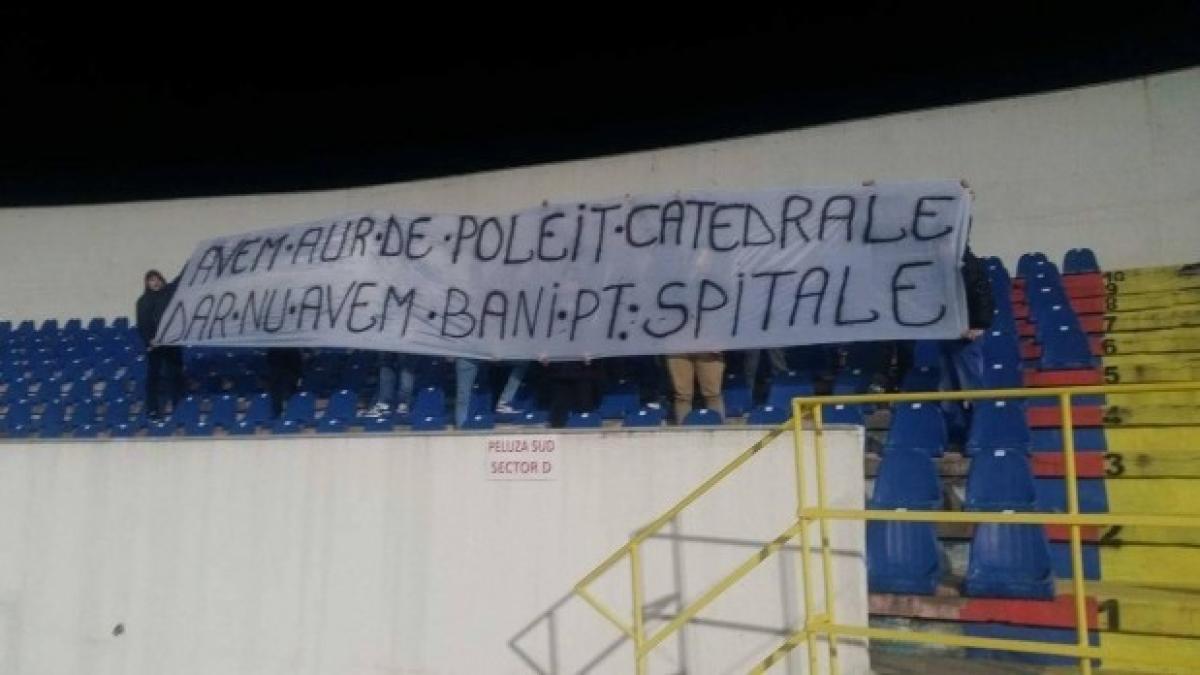 AVEM·AUR·DE·POLEIT·CATEDRALE
DAR·NU·AVEM·BANI·PT.·SPITALE
PELUZA SUD
SECTOR D
10
9
8
7
6
5
4
3
2
1